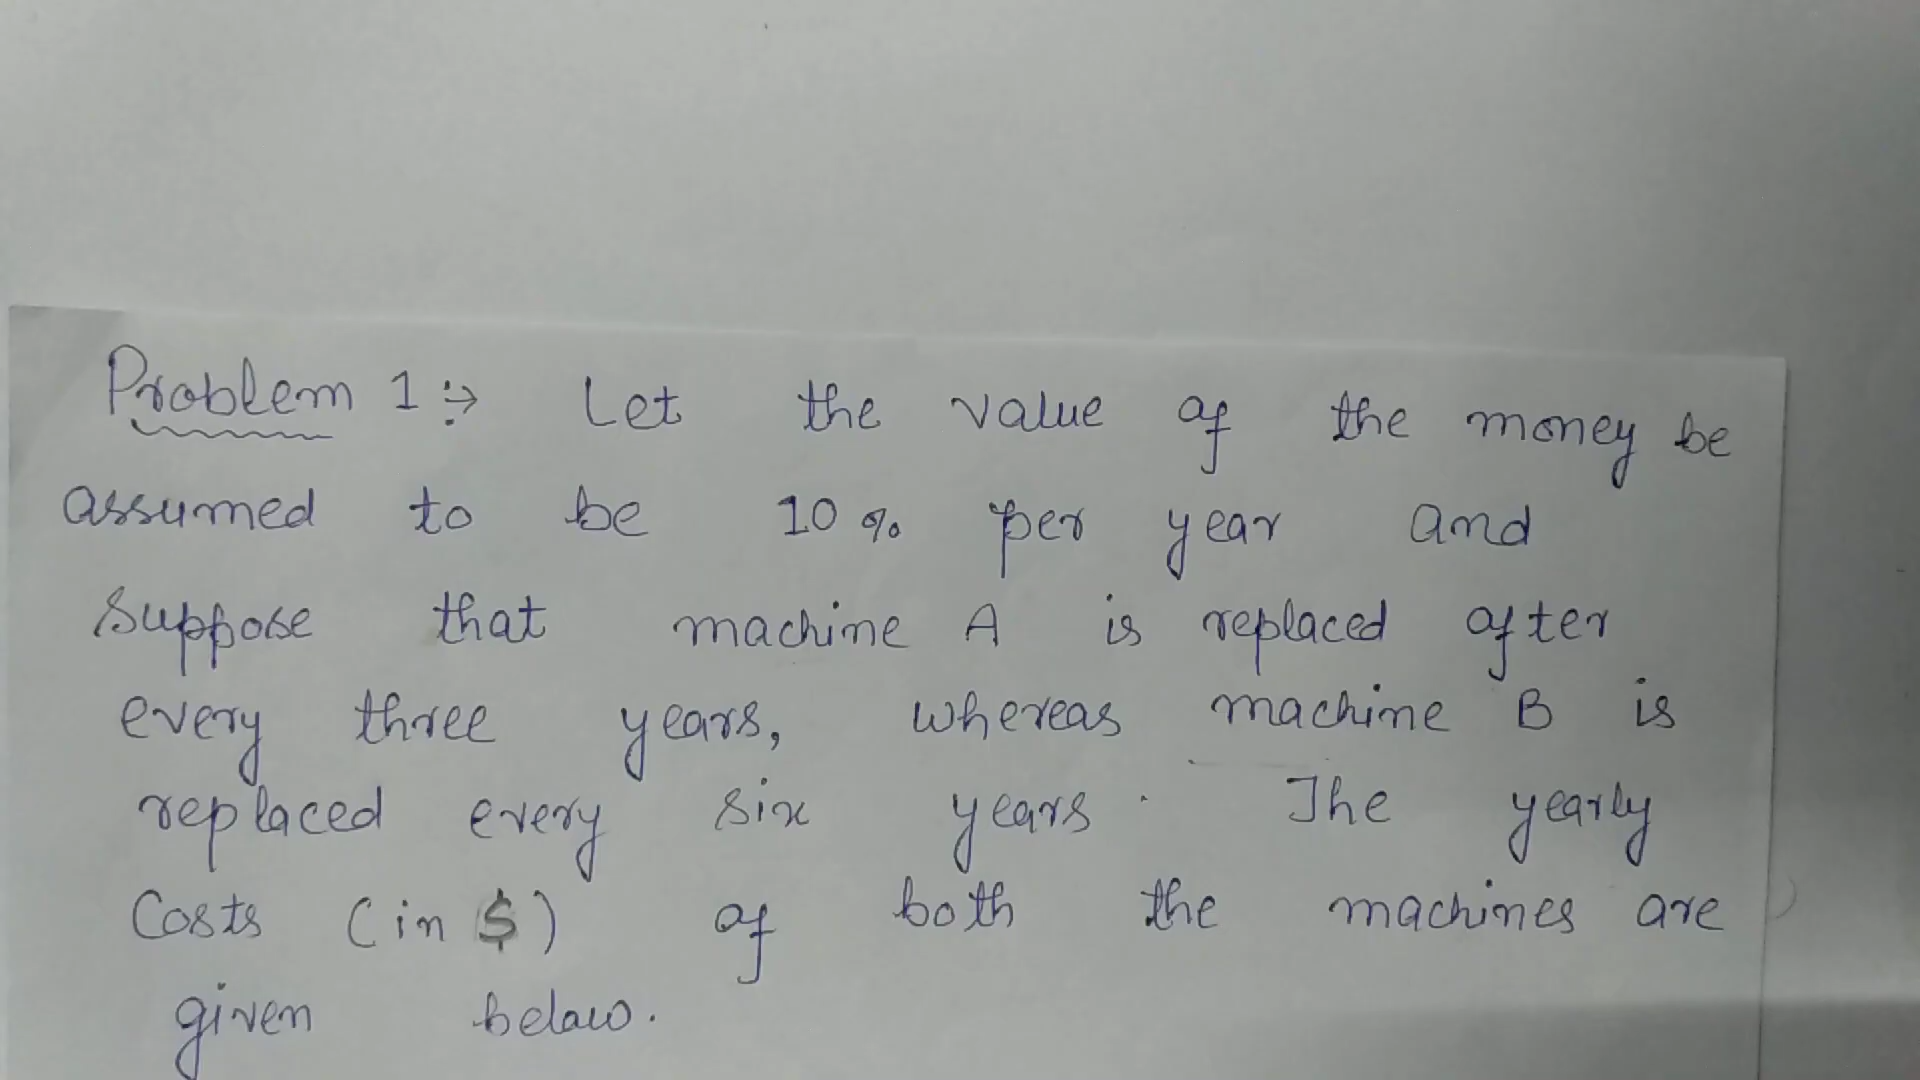 Problem 1 :→ Let the value of the money be
assumed to be 10% per year and
suppose that machine A is replaced after
every three years, whereas machine B is
replaced every six years. The yearly
Costs (in $) of both the machines are
given below.